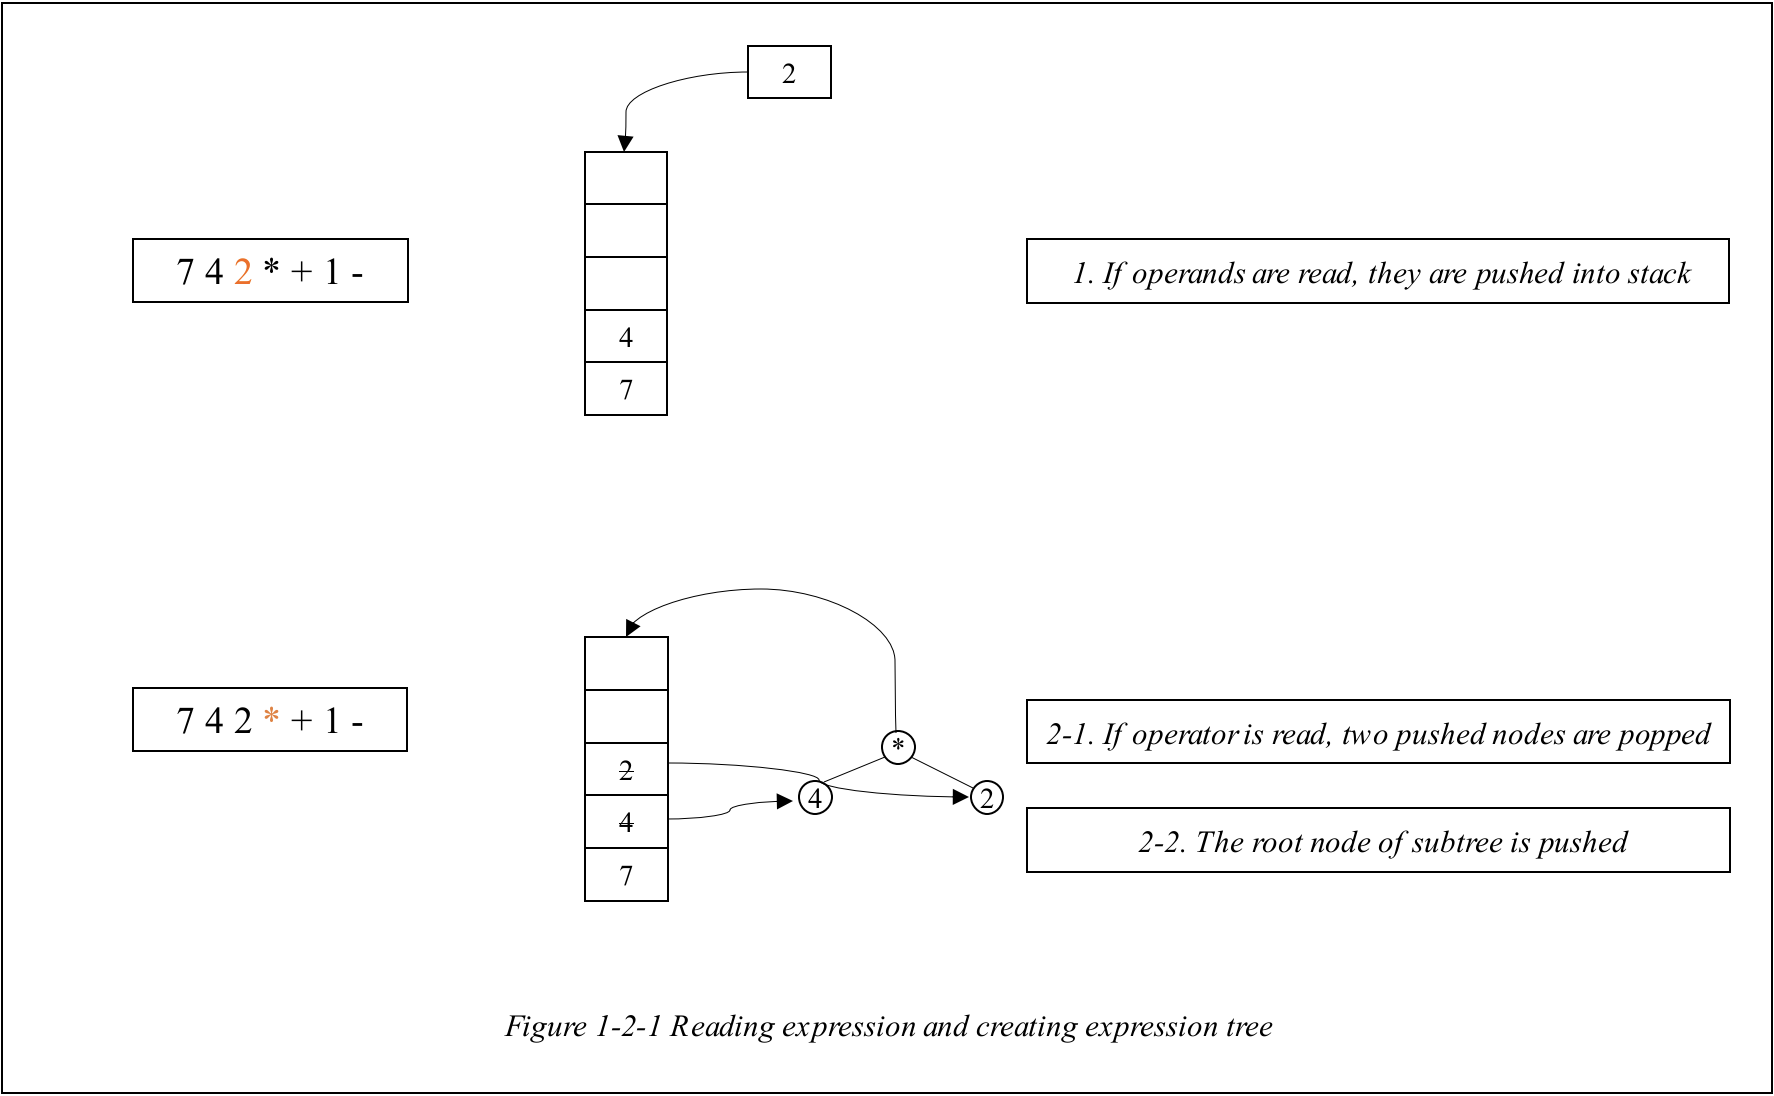 2
7 4 2 * + 1 -
4
7
1. If operands are read, they are pushed into stack
7 4 2 * + 1 -
2
4
7
*
4
2
2-1. If operator is read, two pushed nodes are popped
2-2. The root node of subtree is pushed
Figure 1-2-1 Reading expression and creating expression tree